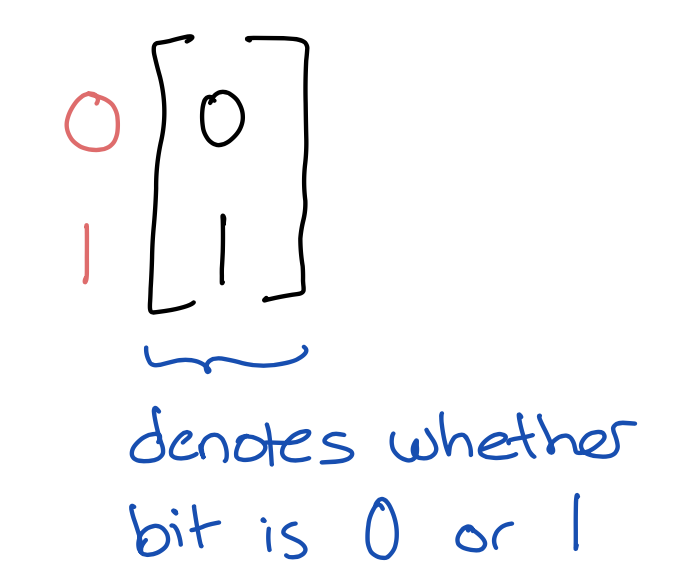 0 [ 0 ]
1 [ 1 ]
denotes whether
bit is 0 or 1